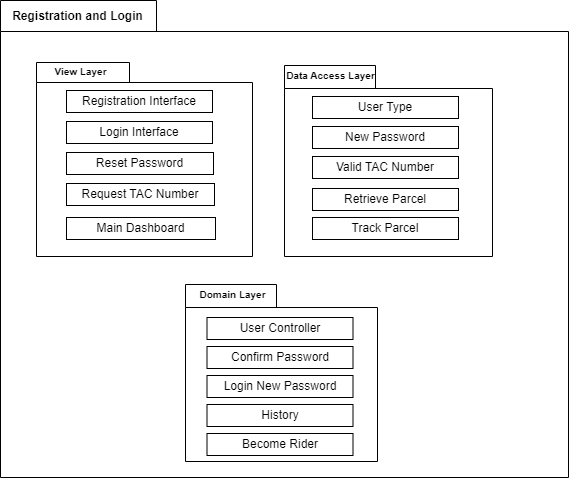 Registration and Login
View Layer
Registration Interface
Login Interface
Reset Password
Request TAC Number
Main Dashboard
Data Access Layer
User Type
New Password
Valid TAC Number
Retrieve Parcel
Track Parcel
Domain Layer
User Controller
Confirm Password
Login New Password
History
Become Rider